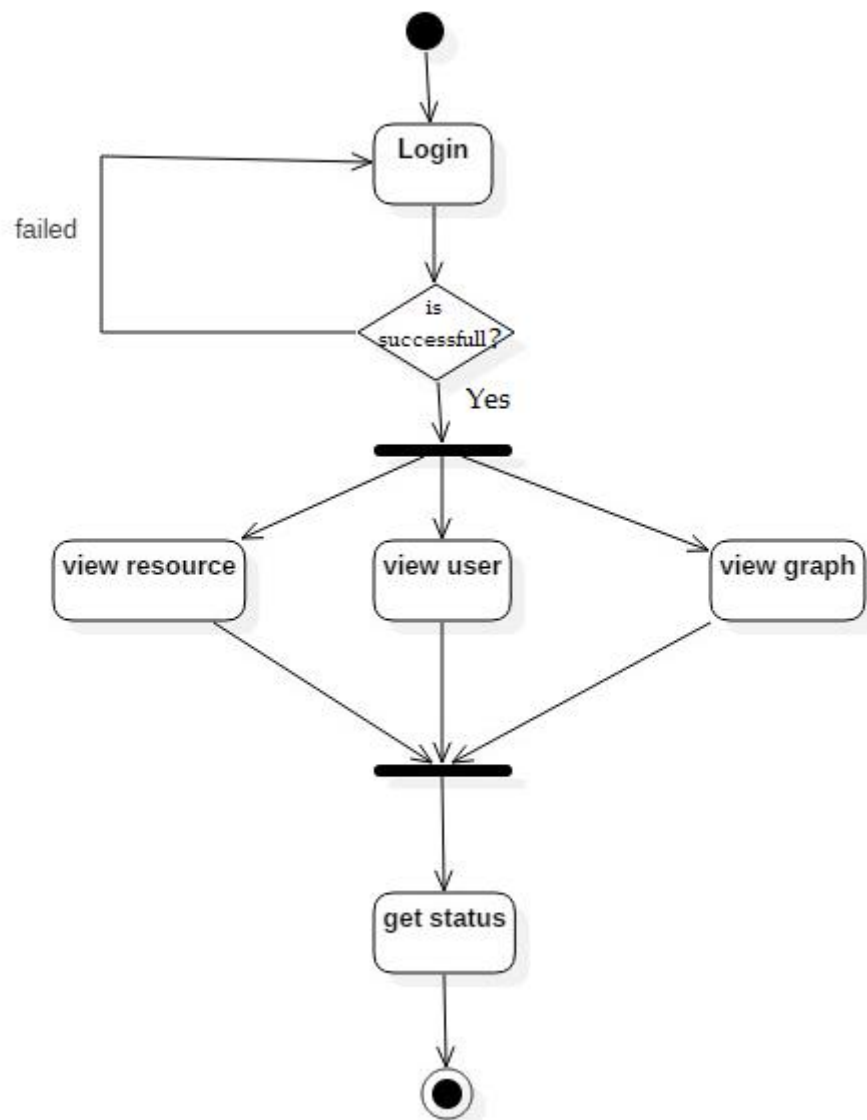 Login
failed
is
successfull?
Yes
view resource
view user
view graph
get status